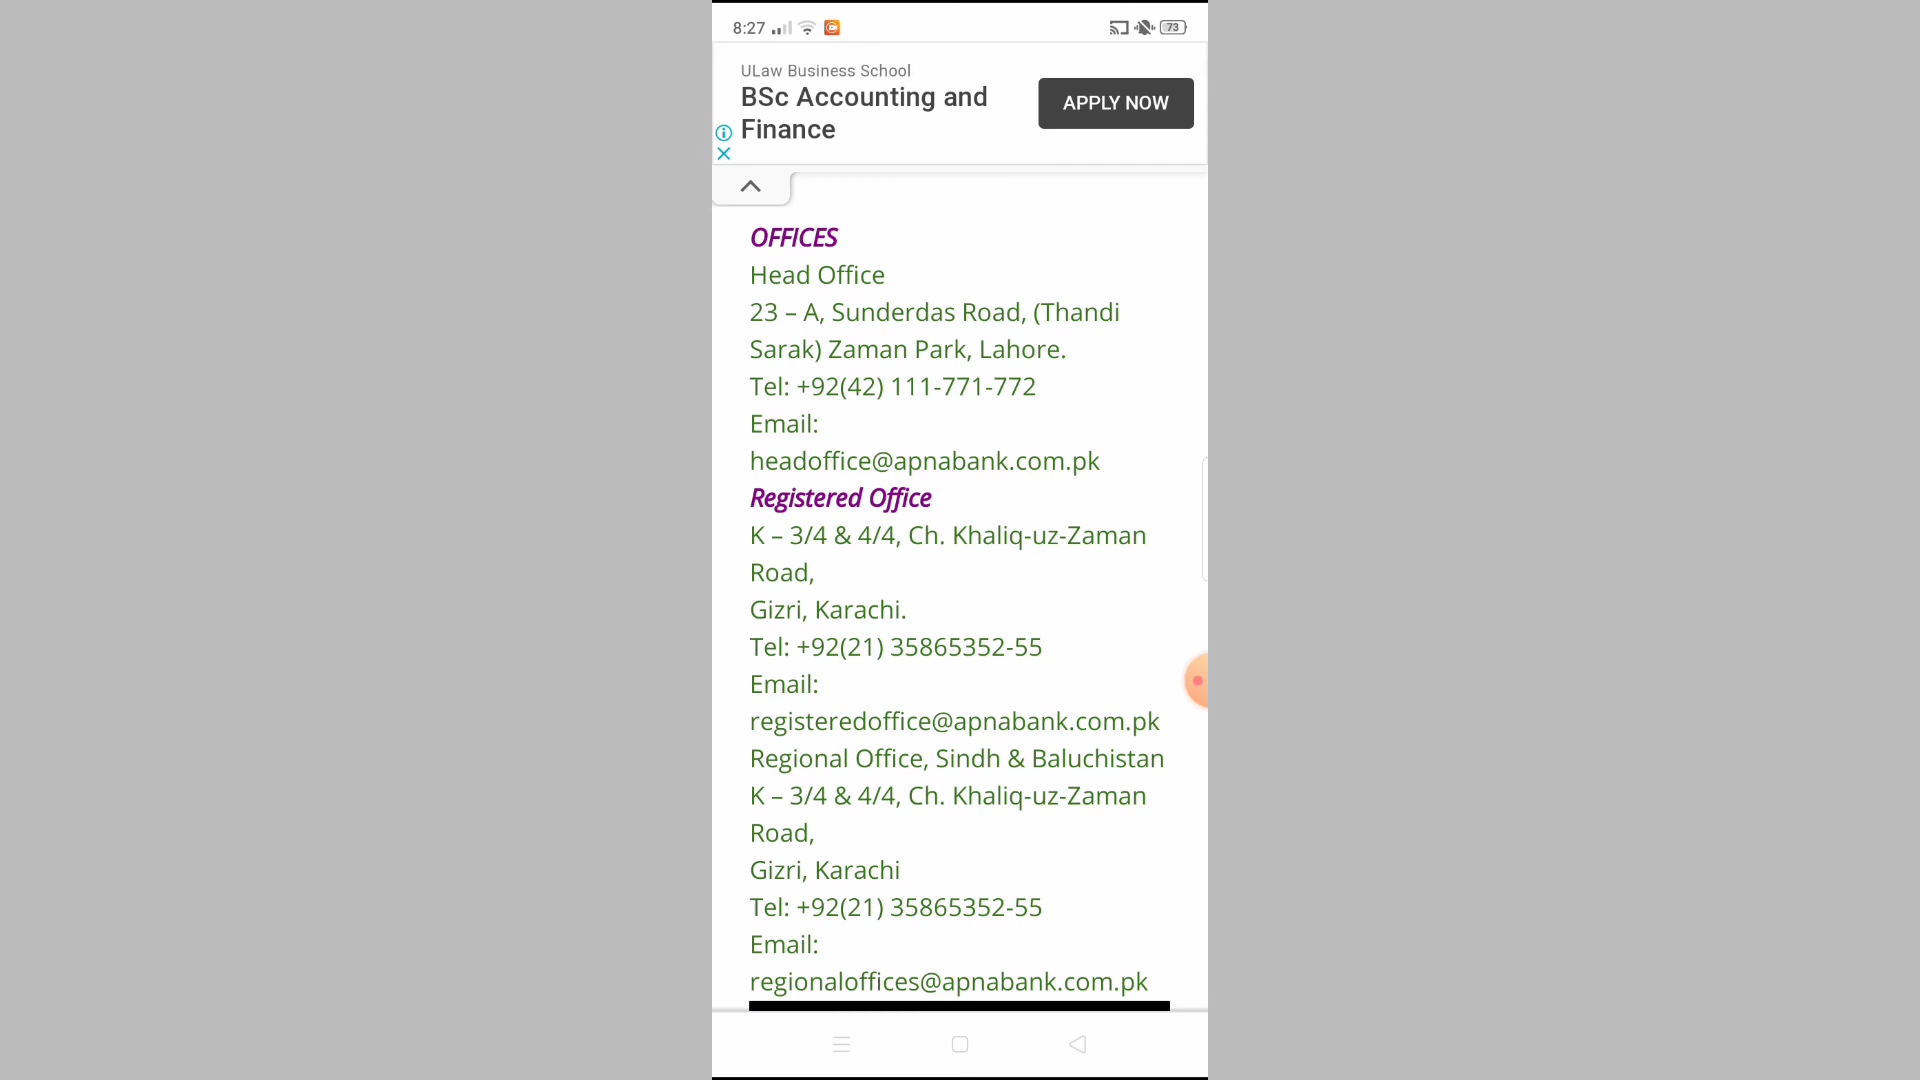 8:27
73
ULaw Business School
BSc Accounting and
Finance
APPLY NOW
OFFICES
Head Office
23 – A, Sunderdas Road, (Thandi
Sarak) Zaman Park, Lahore.
Tel: +92(42) 111-771-772
Email:
headoffice@apnabank.com.pk
Registered Office
K – 3/4 & 4/4, Ch. Khaliq-uz-Zaman
Road,
Gizri, Karachi.
Tel: +92(21) 35865352-55
Email:
registeredoffice@apnabank.com.pk
Regional Office, Sindh & Baluchistan
K – 3/4 & 4/4, Ch. Khaliq-uz-Zaman
Road,
Gizri, Karachi
Tel: +92(21) 35865352-55
Email:
regionaloffices@apnabank.com.pk